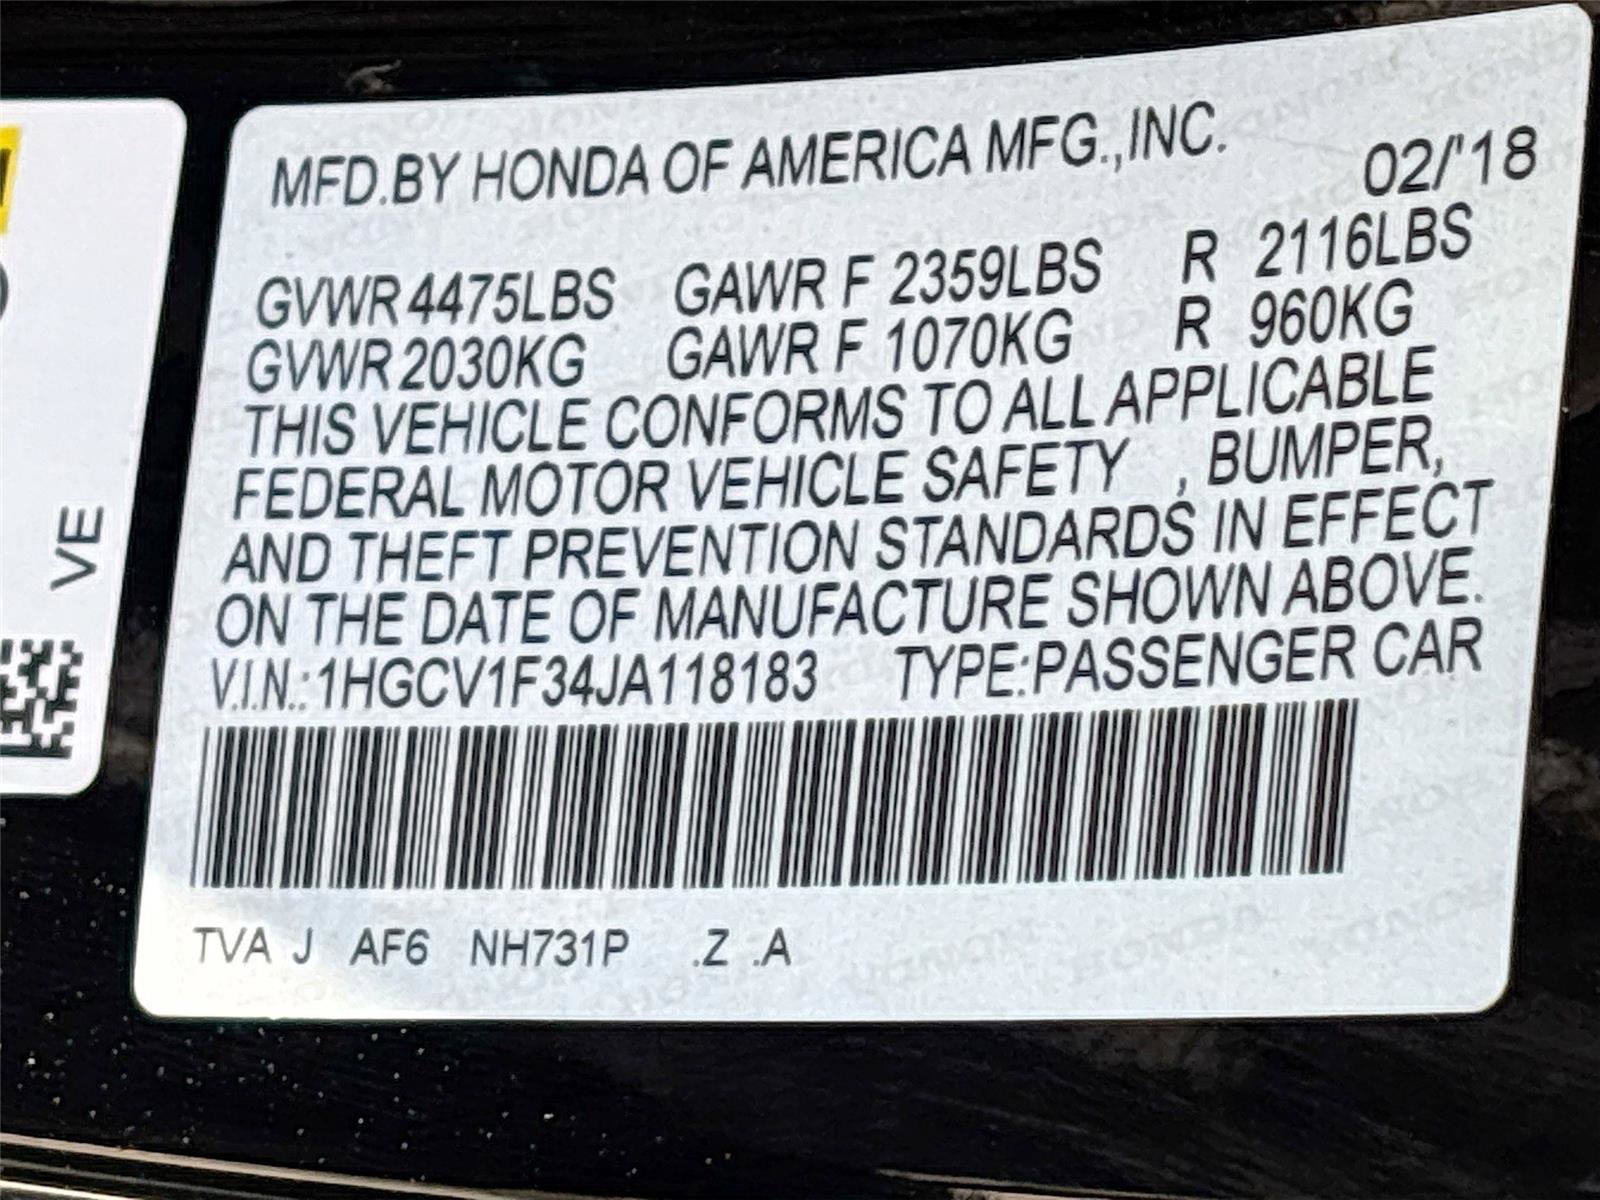 MFD.BY HONDA OF AMERICA MFG.,INC.
02/'18
GVWR 4475LBS GAWR F 2359LBS R 2116LBS
GVWR 2030KG GAWR F 1070KG R 960KG
THIS VEHICLE CONFORMS TO ALL APPLICABLE
FEDERAL MOTOR VEHICLE SAFETY , BUMPER,
AND THEFT PREVENTION STANDARDS IN EFFECT
ON THE DATE OF MANUFACTURE SHOWN ABOVE.
V.I.N.:1HGCV1F34JA118183 TYPE:PASSENGER CAR
TVA J AF6 NH731P .Z .A
VE